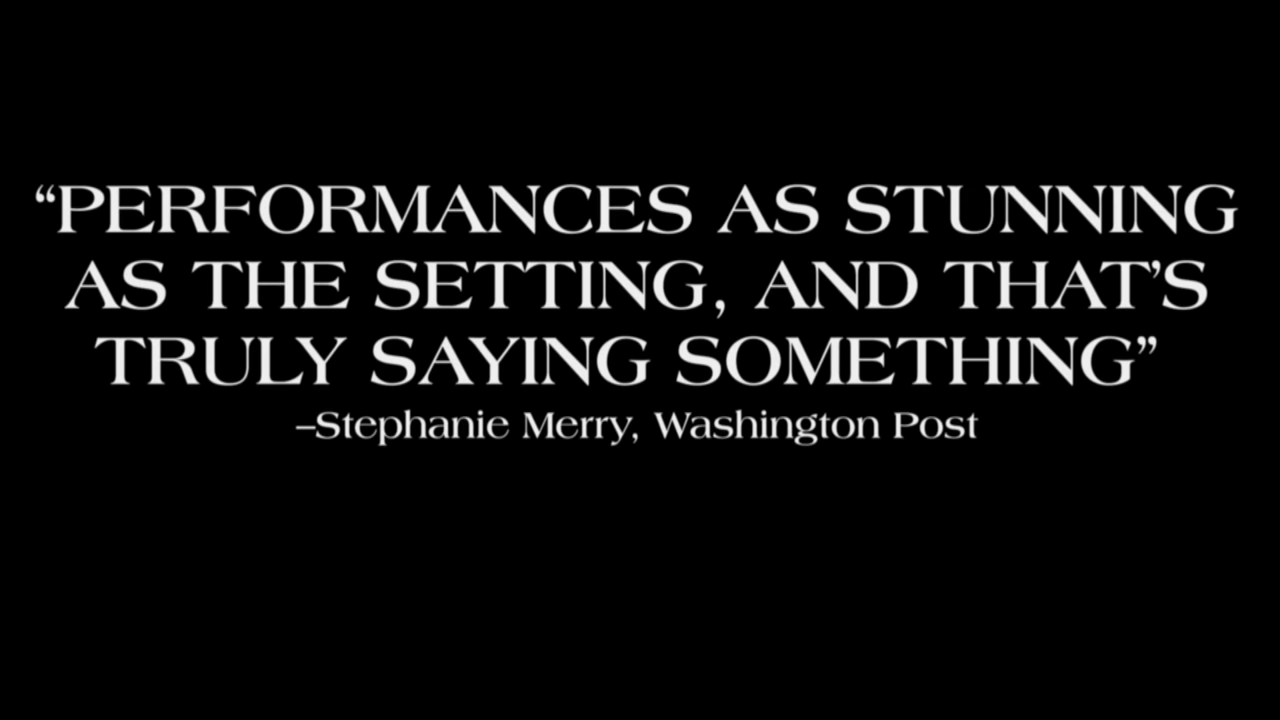 “PERFORMANCES AS STUNNING
AS THE SETTING, AND THAT’S
TRULY SAYING SOMETHING”
–Stephanie Merry, Washington Post